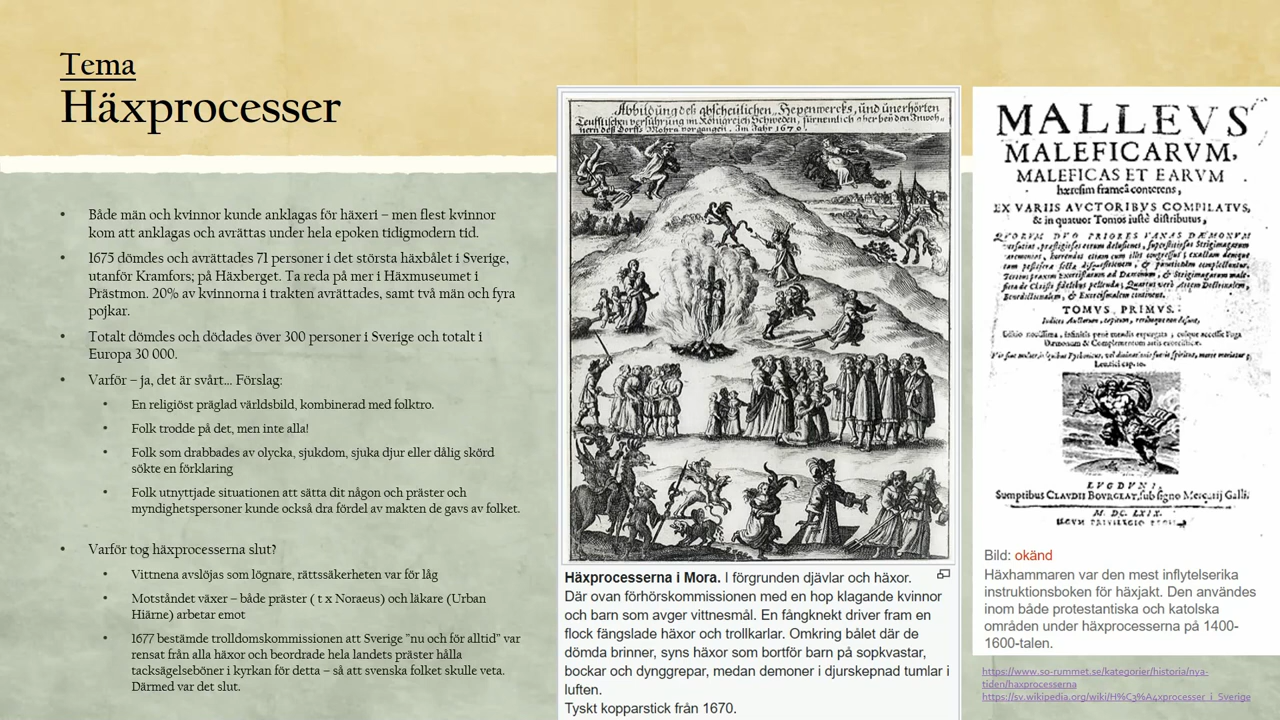 Tema
Häxprocesser
Både män och kvinnor kunde anklagas för häxeri – men flest kvinnor
kom att anklagas och avrättas under hela epoken tidigmodern tid.
1675 dömdes och avrättades 71 personer i det största häxbålet i Sverige,
utanför Kramfors; på Häxberget. Ta reda på mer i Häxmuséet i
Prästmon. 20% av kvinnorna i trakten avrättades, samt två män och fyra
pojkar.
Totalt dömdes och dödades över 300 personer i Sverige och totalt i
Europa 30 000.
Varför – ja, det är svårt... Förslag:
En religiöst präglad världsbild, kombinerad med folktro.
Folk trodde på det, men inte alla!
Folk som drabbades av olycka, sjukdom, sjuka djur eller dålig skörd
sökte en förklaring
Folk utnyttjade situationen att sätta dit någon och präster och
myndighetspersoner kunde också dra fördel av makten de gavs av folket.
Varför tog häxprocesserna slut?
Vittnena avslöjas som lögnare, rättssäkerheten var för låg
Motståndet växer – både präster ( t x Noraeus) och läkare (Urban
Hiärne) arbetar emot
1677 bestämde trolldomskommissionen att Sverige "nu och för alltid" var
rensat från alla häxor och beordrade hela landets präster hålla
tacksägelseböner i kyrkan för detta – så att svenska folket skulle veta.
Därmed var det slut.
Abbildung deß abscheulichen Hexenwercks, und unerhörten
Teufflischen verführung im Königreich Schweden, fürnemlich aber bey den Inwoh-
nern deß Dorffs Mohra vorgangen. Im Jahr 1670.
Häxprocesserna i Mora. I förgrunden djävlar och häxor.
Där ovan förhörskommissionen med en hop klagande kvinnor
och barn som avger vittnesmål. En fångknekt driver fram en
flock fängslade häxor och trollkarlar. Omkring bålet där de
dömda brinner, syns häxor som bortför barn på sopkvastar,
bockar och dynggrepar, medan demoner i djurskepnad tumlar i
luften.
Tyskt kopparstick från 1670.
MALLEVS
MALEFICARVM,
MALEFICAS ET EARVM
hæresim frameâ conterens,
EX VARIIS AVCTORIBVS COMPILATVS,
& in quatuor Tomos iustè distributus,
QVORVM DVO PRIORES VANAS DÆMONVM
TOMVS PRIMVS.
LVGDVNI,
Sumptibus CLAVDII BOVRGEAT, sub signo Mercurij Galli.
M. DC. LXIX.
Bild: okänd
Häxhammaren var den mest inflytelserika
instruktionsboken för häxjakt. Den användes
inom både protestantiska och katolska
områden under häxprocesserna på 1400-
1600-talen.
https://www.so-rummet.se/kategorier/historia/nya-
tiden/haxprocesserna
https://sv.wikipedia.org/wiki/H%C3%A4xprocesser_i_Sverige